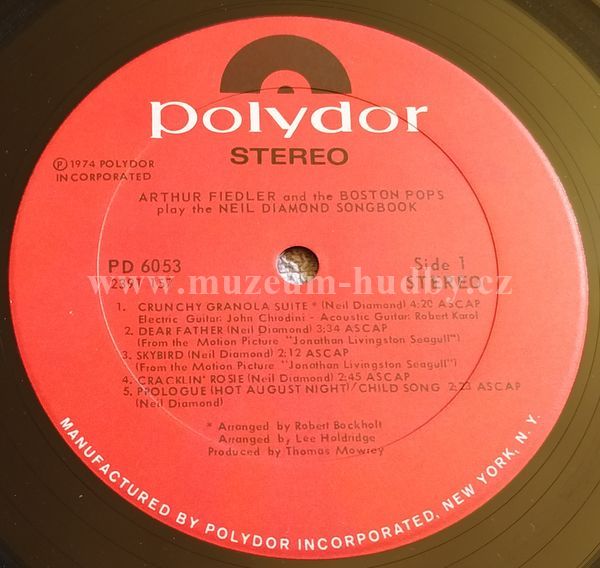 polydor
STEREO
℗ 1974 POLYDOR
INCORPORATED
ARTHUR FIEDLER and the BOSTON POPS
play the NEIL DIAMOND SONGBOOK
PD 6053
Side 1
2391
STEREO
www.muzeum-hudby.cz
1. CRUNCHY GRANOLA SUITE * (Neil Diamond) 4:20 ASCAP
Electric Guitar: John Chiodini - Acoustic Guitar: Robert Karol
2. DEAR FATHER (Neil Diamond) 3:34 ASCAP
(From the Motion Picture "Jonathan Livingston Seagull")
3. SKYBIRD (Neil Diamond) 2:12 ASCAP
(From the Motion Picture "Jonathan Livingston Seagull")
4. CRACKLIN' ROSIE (Neil Diamond) 2:45 ASCAP
5. PROLOGUE (HOT AUGUST NIGHT)/CHILD SONG 2:23 ASCAP
(Neil Diamond)
* Arranged by Robert Bockholt
Arranged by Lee Holdridge
Produced by Thomas Mowrey
MANUFACTURED BY POLYDOR INCORPORATED, NEW YORK, N. Y.